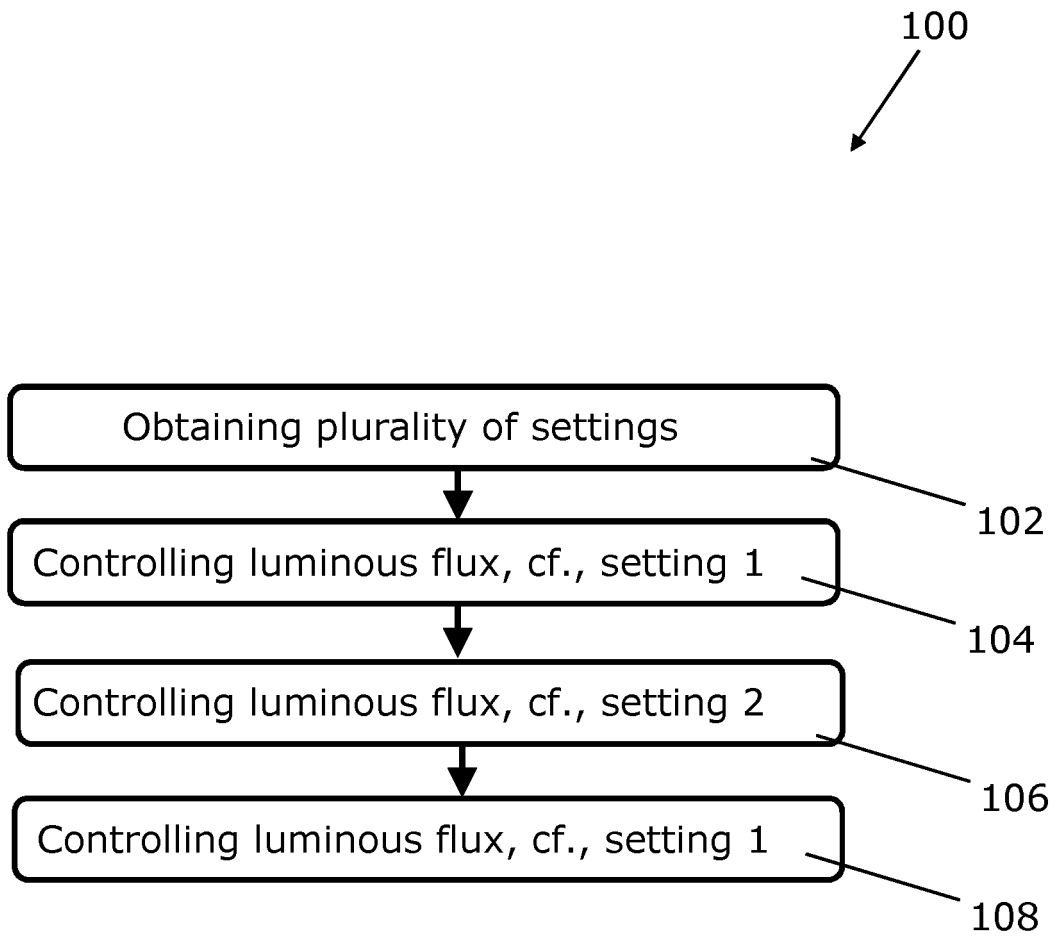 100
Obtaining plurality of settings
102
Controlling luminous flux, cf., setting 1
104
Controlling luminous flux, cf., setting 2
106
Controlling luminous flux, cf., setting 1
108